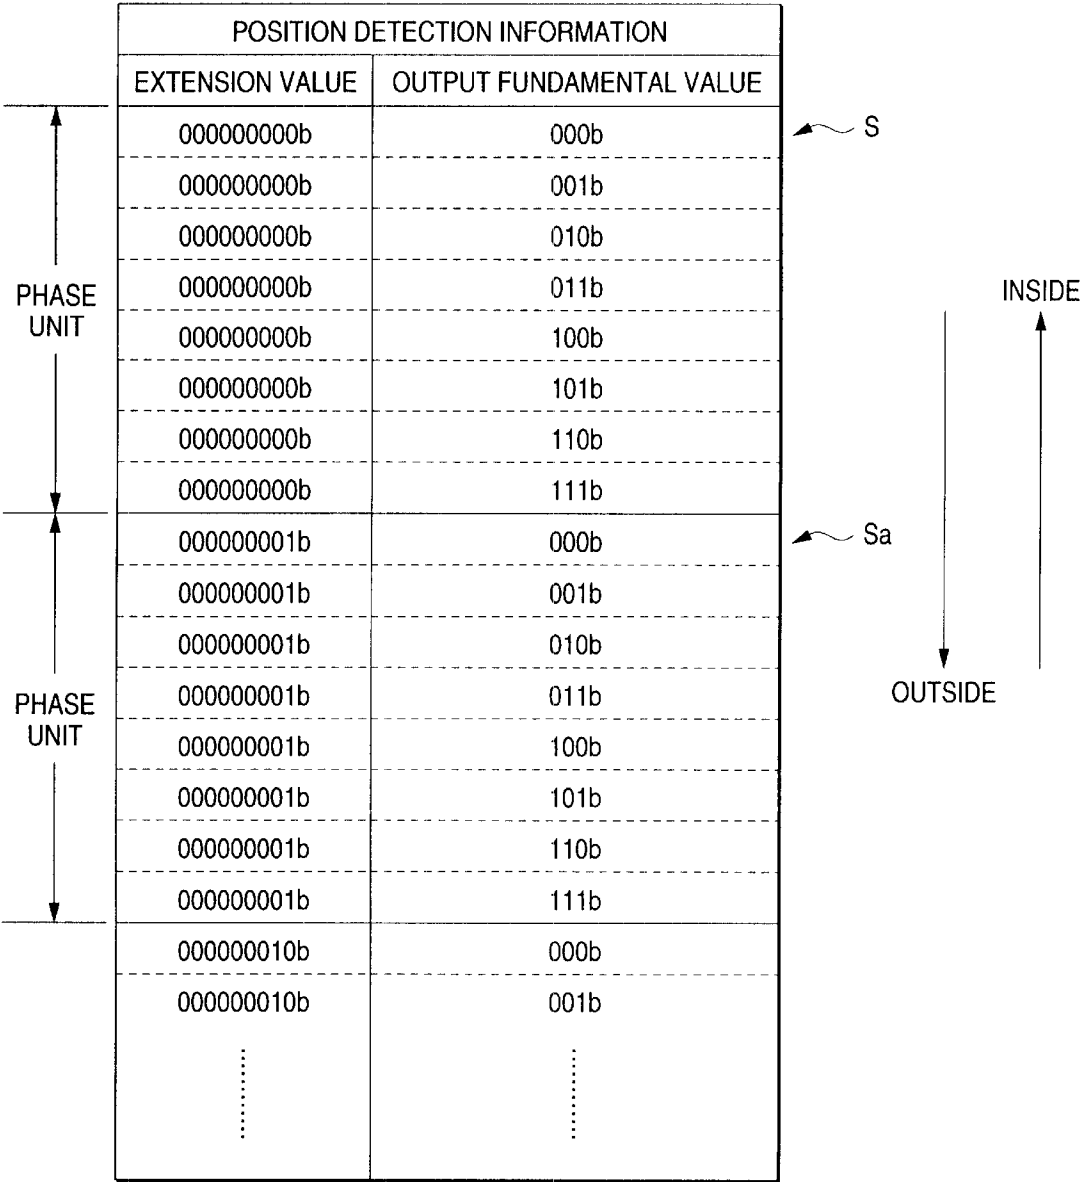 POSITION DETECTION INFORMATION
EXTENSION VALUE OUTPUT FUNDAMENTAL VALUE
000000000b 000b S
000000000b 001b
000000000b 010b
000000000b 011b
PHASE UNIT
INSIDE
000000000b 100b
000000000b 101b
000000000b 110b
000000000b 111b
000000001b 000b Sa
000000001b 001b
000000001b 010b
000000001b 011b
PHASE UNIT
OUTSIDE
000000001b 100b
000000001b 101b
000000001b 110b
000000001b 111b
000000010b 000b
000000010b 001b